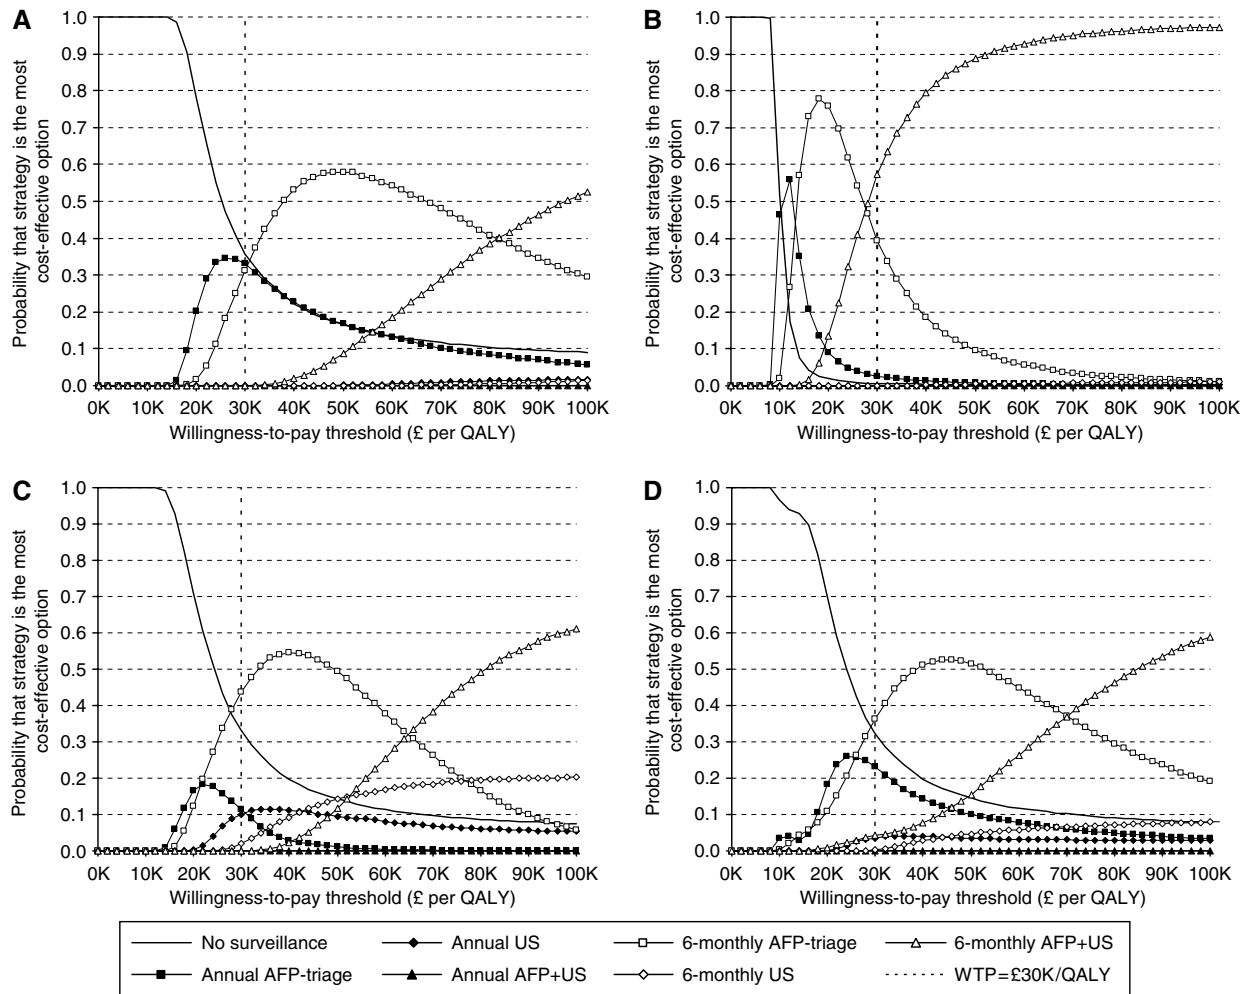 A
1.0
0.9
0.8
0.7
0.6
0.5
0.4
0.3
0.2
0.1
0.0
Probability that strategy is the most
cost-effective option
0K 10K 20K 30K 40K 50K 60K 70K 80K 90K 100K
Willingness-to-pay threshold (£ per QALY)
B
1.0
0.9
0.8
0.7
0.6
0.5
0.4
0.3
0.2
0.1
0.0
Probability that strategy is the most
cost-effective option
0K 10K 20K 30K 40K 50K 60K 70K 80K 90K 100K
Willingness-to-pay threshold (£ per QALY)
C
1.0
0.9
0.8
0.7
0.6
0.5
0.4
0.3
0.2
0.1
0.0
Probability that strategy is the most
cost-effective option
0K 10K 20K 30K 40K 50K 60K 70K 80K 90K 100K
Willingness-to-pay threshold (£ per QALY)
D
1.0
0.9
0.8
0.7
0.6
0.5
0.4
0.3
0.2
0.1
0.0
Probability that strategy is the most
cost-effective option
0K 10K 20K 30K 40K 50K 60K 70K 80K 90K 100K
Willingness-to-pay threshold (£ per QALY)
No surveillance Annual US 6-monthly AFP-triage 6-monthly AFP+US
Annual AFP-triage Annual AFP+US 6-monthly US WTP=£30K/QALY